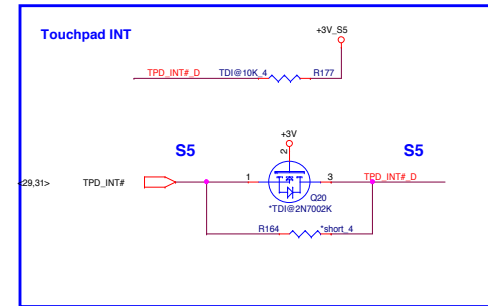 Touchpad INT
+3V_S5
TPD_INT#_D TDI@10K_4 R177
+3V
S5 S5
2
<29,31> TPD_INT# 1 3 TPD_INT#_D
Q20
*TDI@2N7002K
R164 *short_4